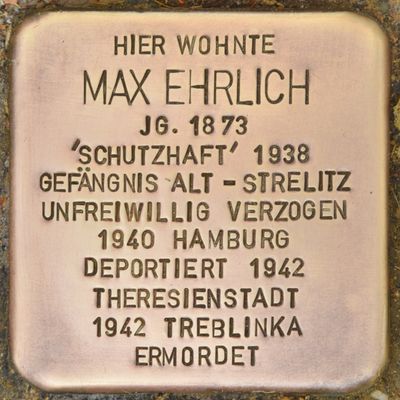 HIER WOHNTE
MAX EHRLICH
JG. 1873
'SCHUTZHAFT' 1938
GEFÄNGNIS ALT – STRELITZ
UNFREIWILLIG VERZOGEN
1940 HAMBURG
DEPORTIERT 1942
THERESIENSTADT
1942 TREBLINKA
ERMORDET